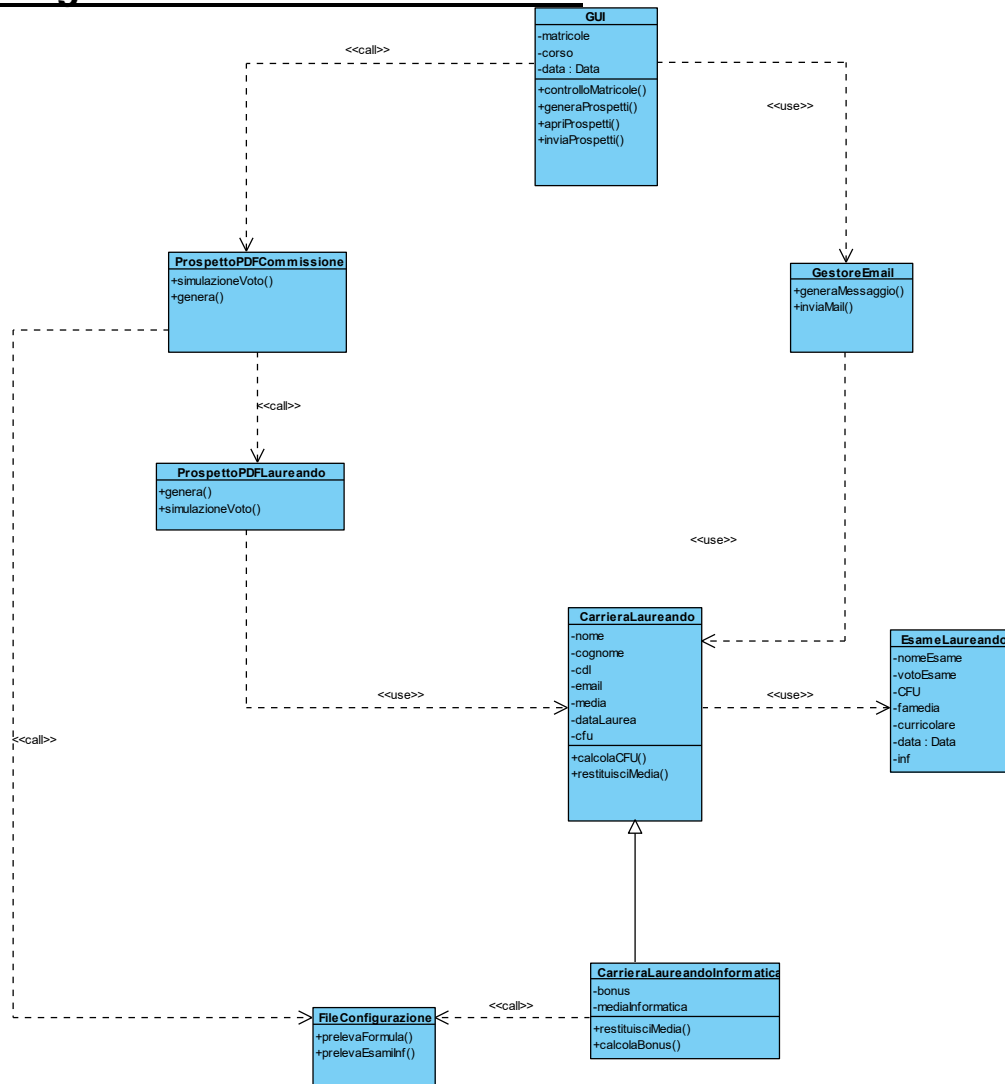 GUI
-matricole
-corso
-data : Data
+controlloMatricole()
+generaProspetti()
+apriProspetti()
+inviaProspetti()
<<call>>
<<use>>
ProspettoPDFCommissione
+simulazioneVoto()
+genera()
GestoreEmail
+generaMessaggio()
+inviaMail()
<<call>>
ProspettoPDFLaureando
+genera()
+simulazioneVoto()
<<use>>
CarrieraLaureando
-nome
-cognome
-cdl
-email
-media
-dataLaurea
-cfu
+calcolaCFU()
+restituisciMedia()
EsameLaureando
-nomeEsame
-votoEsame
-CFU
-famedia
-curricolare
-data : Data
-inf
<<use>>
<<use>>
<<call>>
CarrieraLaureandoInformatica
-bonus
-mediaInformatica
+restituisciMedia()
+calcolaBonus()
<<call>>
FileConfigurazione
+prelevaFormula()
+prelevaEsamiInf()